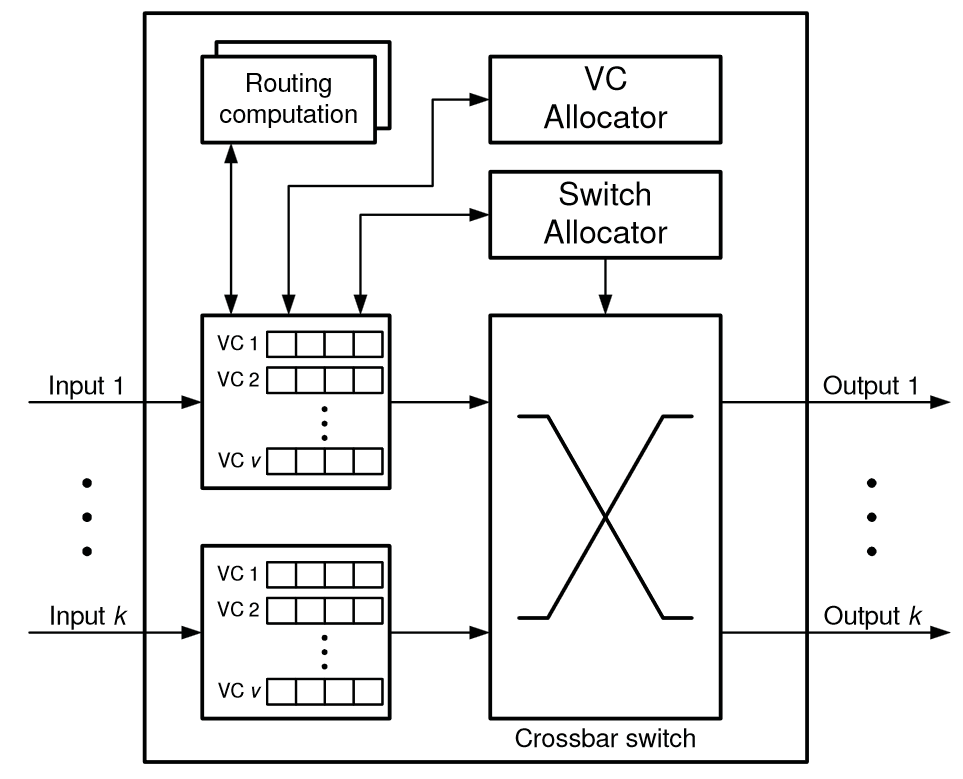 Routing
computation
VC
Allocator
Switch
Allocator
VC 1
VC 2
VC v
Input 1
Output 1
VC 1
VC 2
VC v
Input k
Output k
Crossbar switch